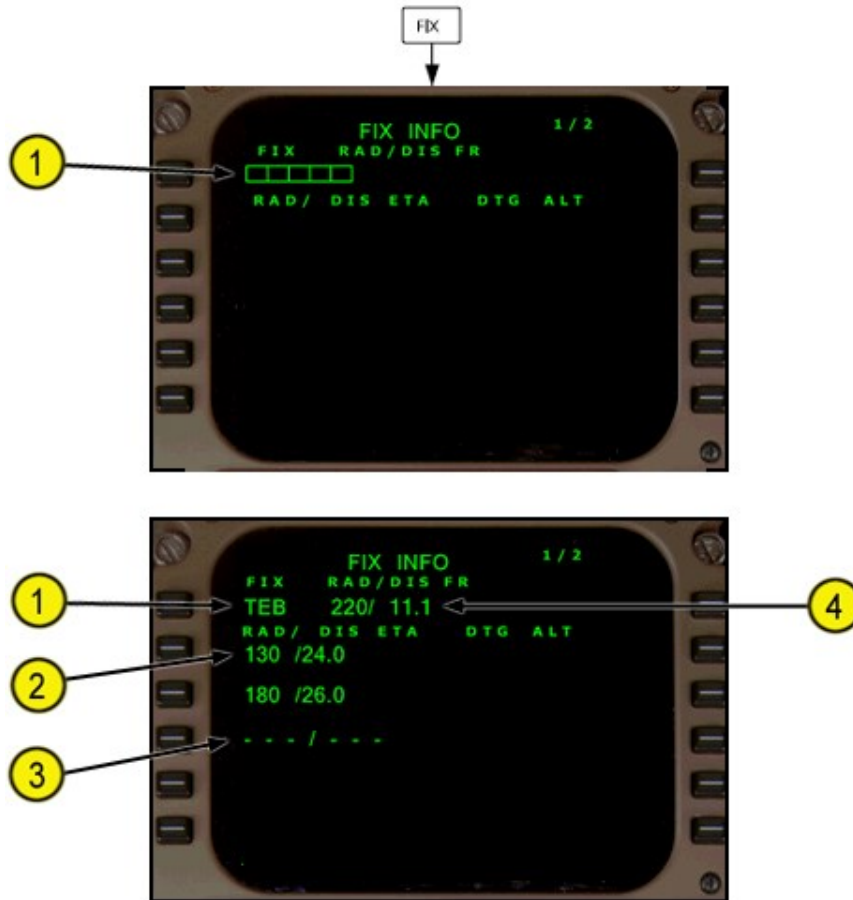 FIX
FIX INFO 1 / 2
FIX RAD/DIS FR
RAD/ DIS ETA DTG ALT
1
FIX INFO 1 / 2
FIX RAD/DIS FR
TEB 220/ 11.1
RAD/ DIS ETA DTG ALT
130 /24.0
180 /26.0
- - - / - - -
1
2
3
4